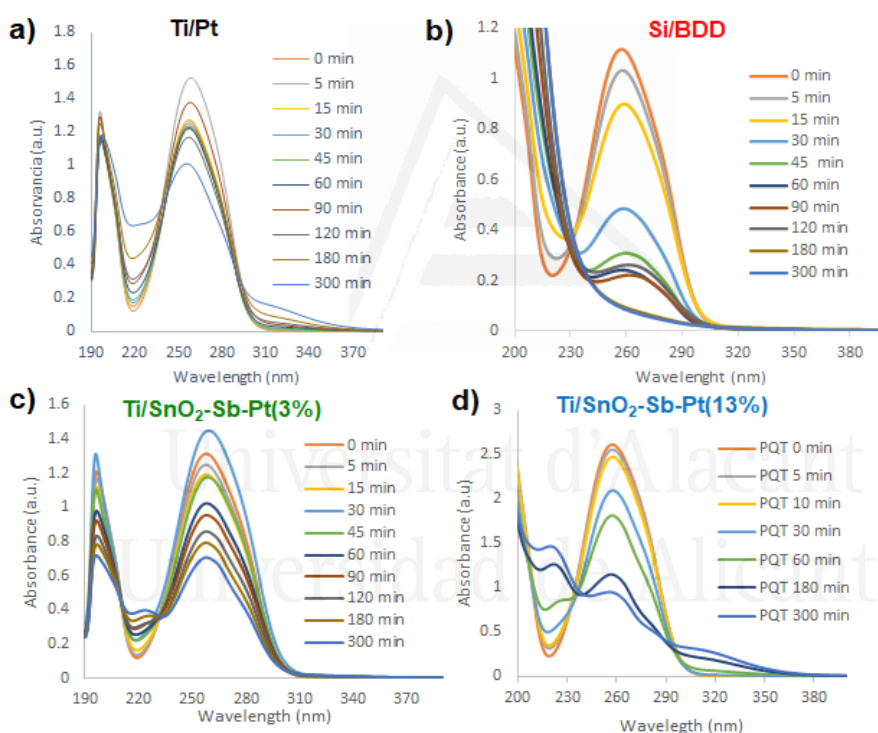 a)
Ti/Pt
1.8
1.6
1.4
1.2
1
0.8
0.6
0.4
0.2
0
Absorvancia (a.u.)
190
220
250
280
310
340
370
Wavelength (nm)
0 min
5 min
15 min
30 min
45 min
60 min
90 min
120 min
180 min
300 min
b)
Si/BDD
1.2
1
0.8
0.6
0.4
0.2
0
Absorbance (a.u.)
200
230
260
290
320
350
380
Wavelenght (nm)
0 min
5 min
15 min
30 min
45 min
60 min
90 min
120 min
180 min
300 min
c)
Ti/SnO₂-Sb-Pt(3%)
1.6
1.4
1.2
1
0.8
0.6
0.4
0.2
0
Absorbance (a.u.)
190
220
250
280
310
340
370
Wavelength (nm)
0 min
5 min
15 min
30 min
45 min
60 min
90 min
120 min
180 min
300 min
d)
Ti/SnO₂-Sb-Pt(13%)
3
2.5
2
1.5
1
0.5
0
Absorbance (a.u.)
200
230
260
290
320
350
380
Wavelegth (nm)
PQT 0 min
PQT 5 min
PQT 10 min
PQT 30 min
PQT 60 min
PQT 180 min
PQT 300 min
Universitat d'Alacant
Universidad de Alicant